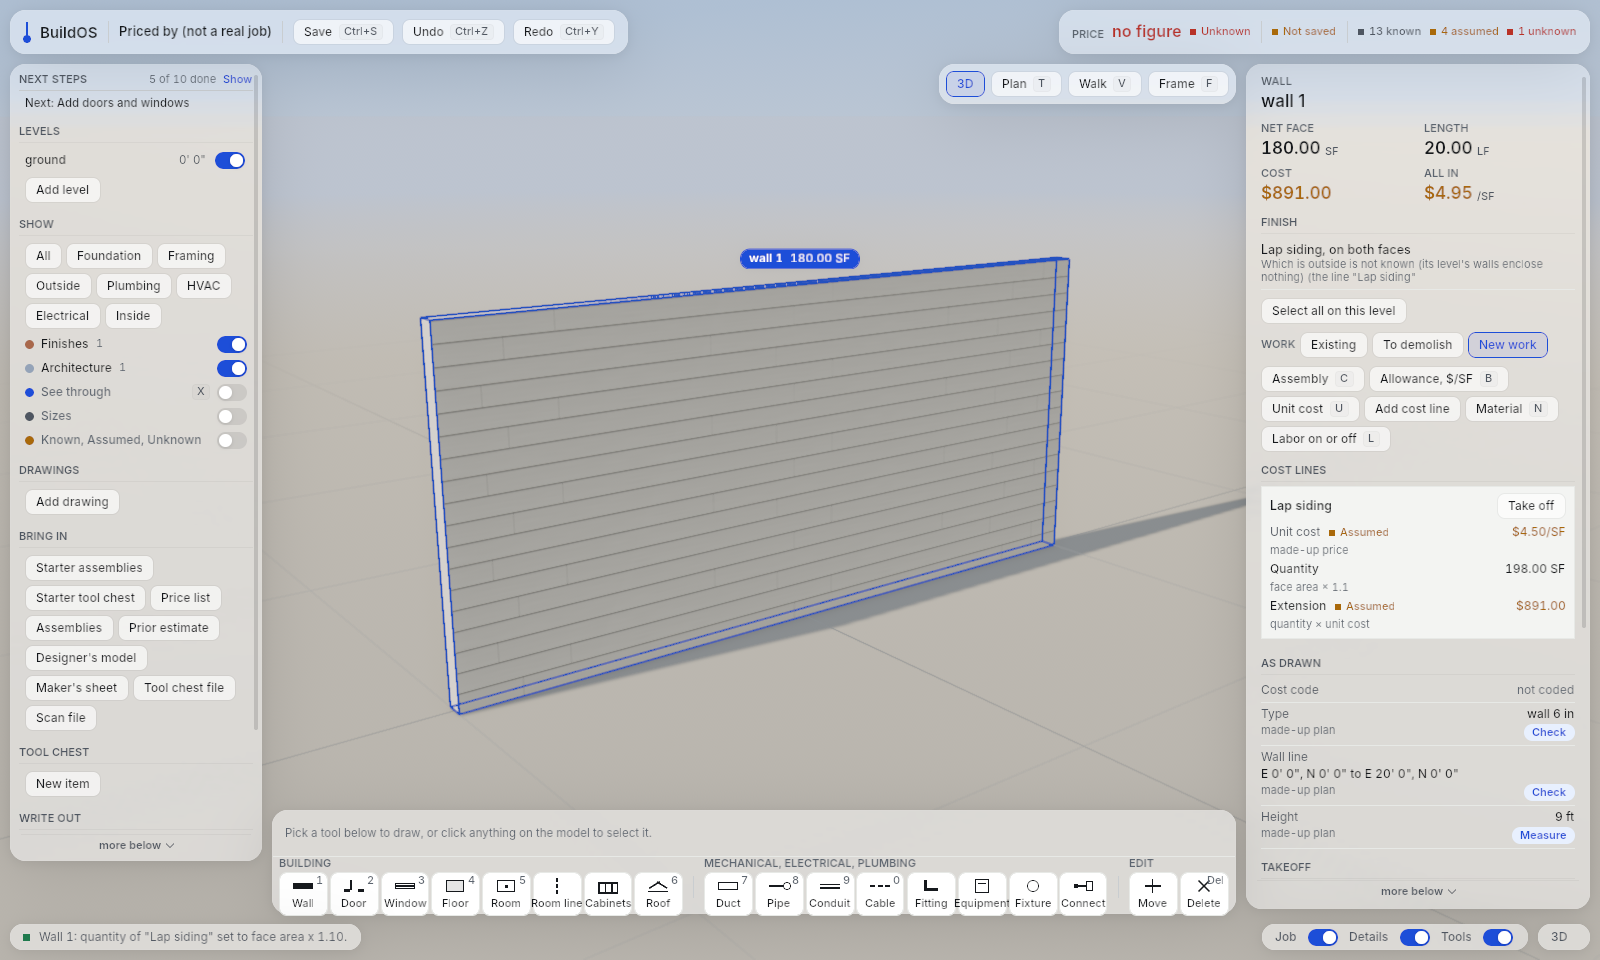 BuildOS
Priced by (not a real job)
Save Ctrl+S
Undo Ctrl+Z
Redo Ctrl+Y
PRICE no figure Unknown
Not saved
13 known 4 assumed 1 unknown
NEXT STEPS 5 of 10 done Show
Next: Add doors and windows
LEVELS
ground 0' 0"
Add level
SHOW
All Foundation Framing
Outside Plumbing HVAC
Electrical Inside
Finishes 1
Architecture 1
See through X
Sizes
Known, Assumed, Unknown
DRAWINGS
Add drawing
BRING IN
Starter assemblies
Starter tool chest Price list
Assemblies Prior estimate
Designer's model
Maker's sheet Tool chest file
Scan file
TOOL CHEST
New item
WRITE OUT
more below
3D Plan T Walk V Frame F
wall 1 180.00 SF
Pick a tool below to draw, or click anything on the model to select it.
BUILDING
Wall 1
Door 2
Window 3
Floor 4
Room 5
Room line
Cabinets
Roof 6
MECHANICAL, ELECTRICAL, PLUMBING
Duct 7
Pipe 8
Conduit 9
Cable 0
Fitting
Equipment
Fixture
Connect
EDIT
Move
Delete Del
WALL
wall 1
NET FACE LENGTH
180.00 SF 20.00 LF
COST ALL IN
$891.00 $4.95 /SF
FINISH
Lap siding, on both faces
Which is outside is not known (its level's walls enclose
nothing) (the line "Lap siding"
Select all on this level
WORK Existing To demolish New work
Assembly C Allowance, $/SF B
Unit cost U Add cost line Material N
Labor on or off L
COST LINES
Lap siding Take off
Unit cost Assumed $4.50/SF
made-up price
Quantity 198.00 SF
face area × 1.1
Extension Assumed $891.00
quantity × unit cost
AS DRAWN
Cost code not coded
Type wall 6 in
made-up plan Check
Wall line
E 0' 0", N 0' 0" to E 20' 0", N 0' 0"
made-up plan Check
Height 9 ft
made-up plan Measure
TAKEOFF
more below
Wall 1: quantity of "Lap siding" set to face area x 1.10.
Job Details Tools 3D